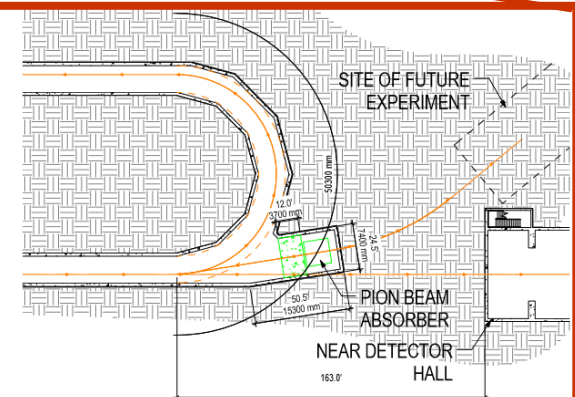 SITE OF FUTURE
EXPERIMENT
50300 mm
12.0'
3700 mm
24.5'
7400 mm
50.5'
15300 mm
PION BEAM
ABSORBER
NEAR DETECTOR
HALL
163.0'